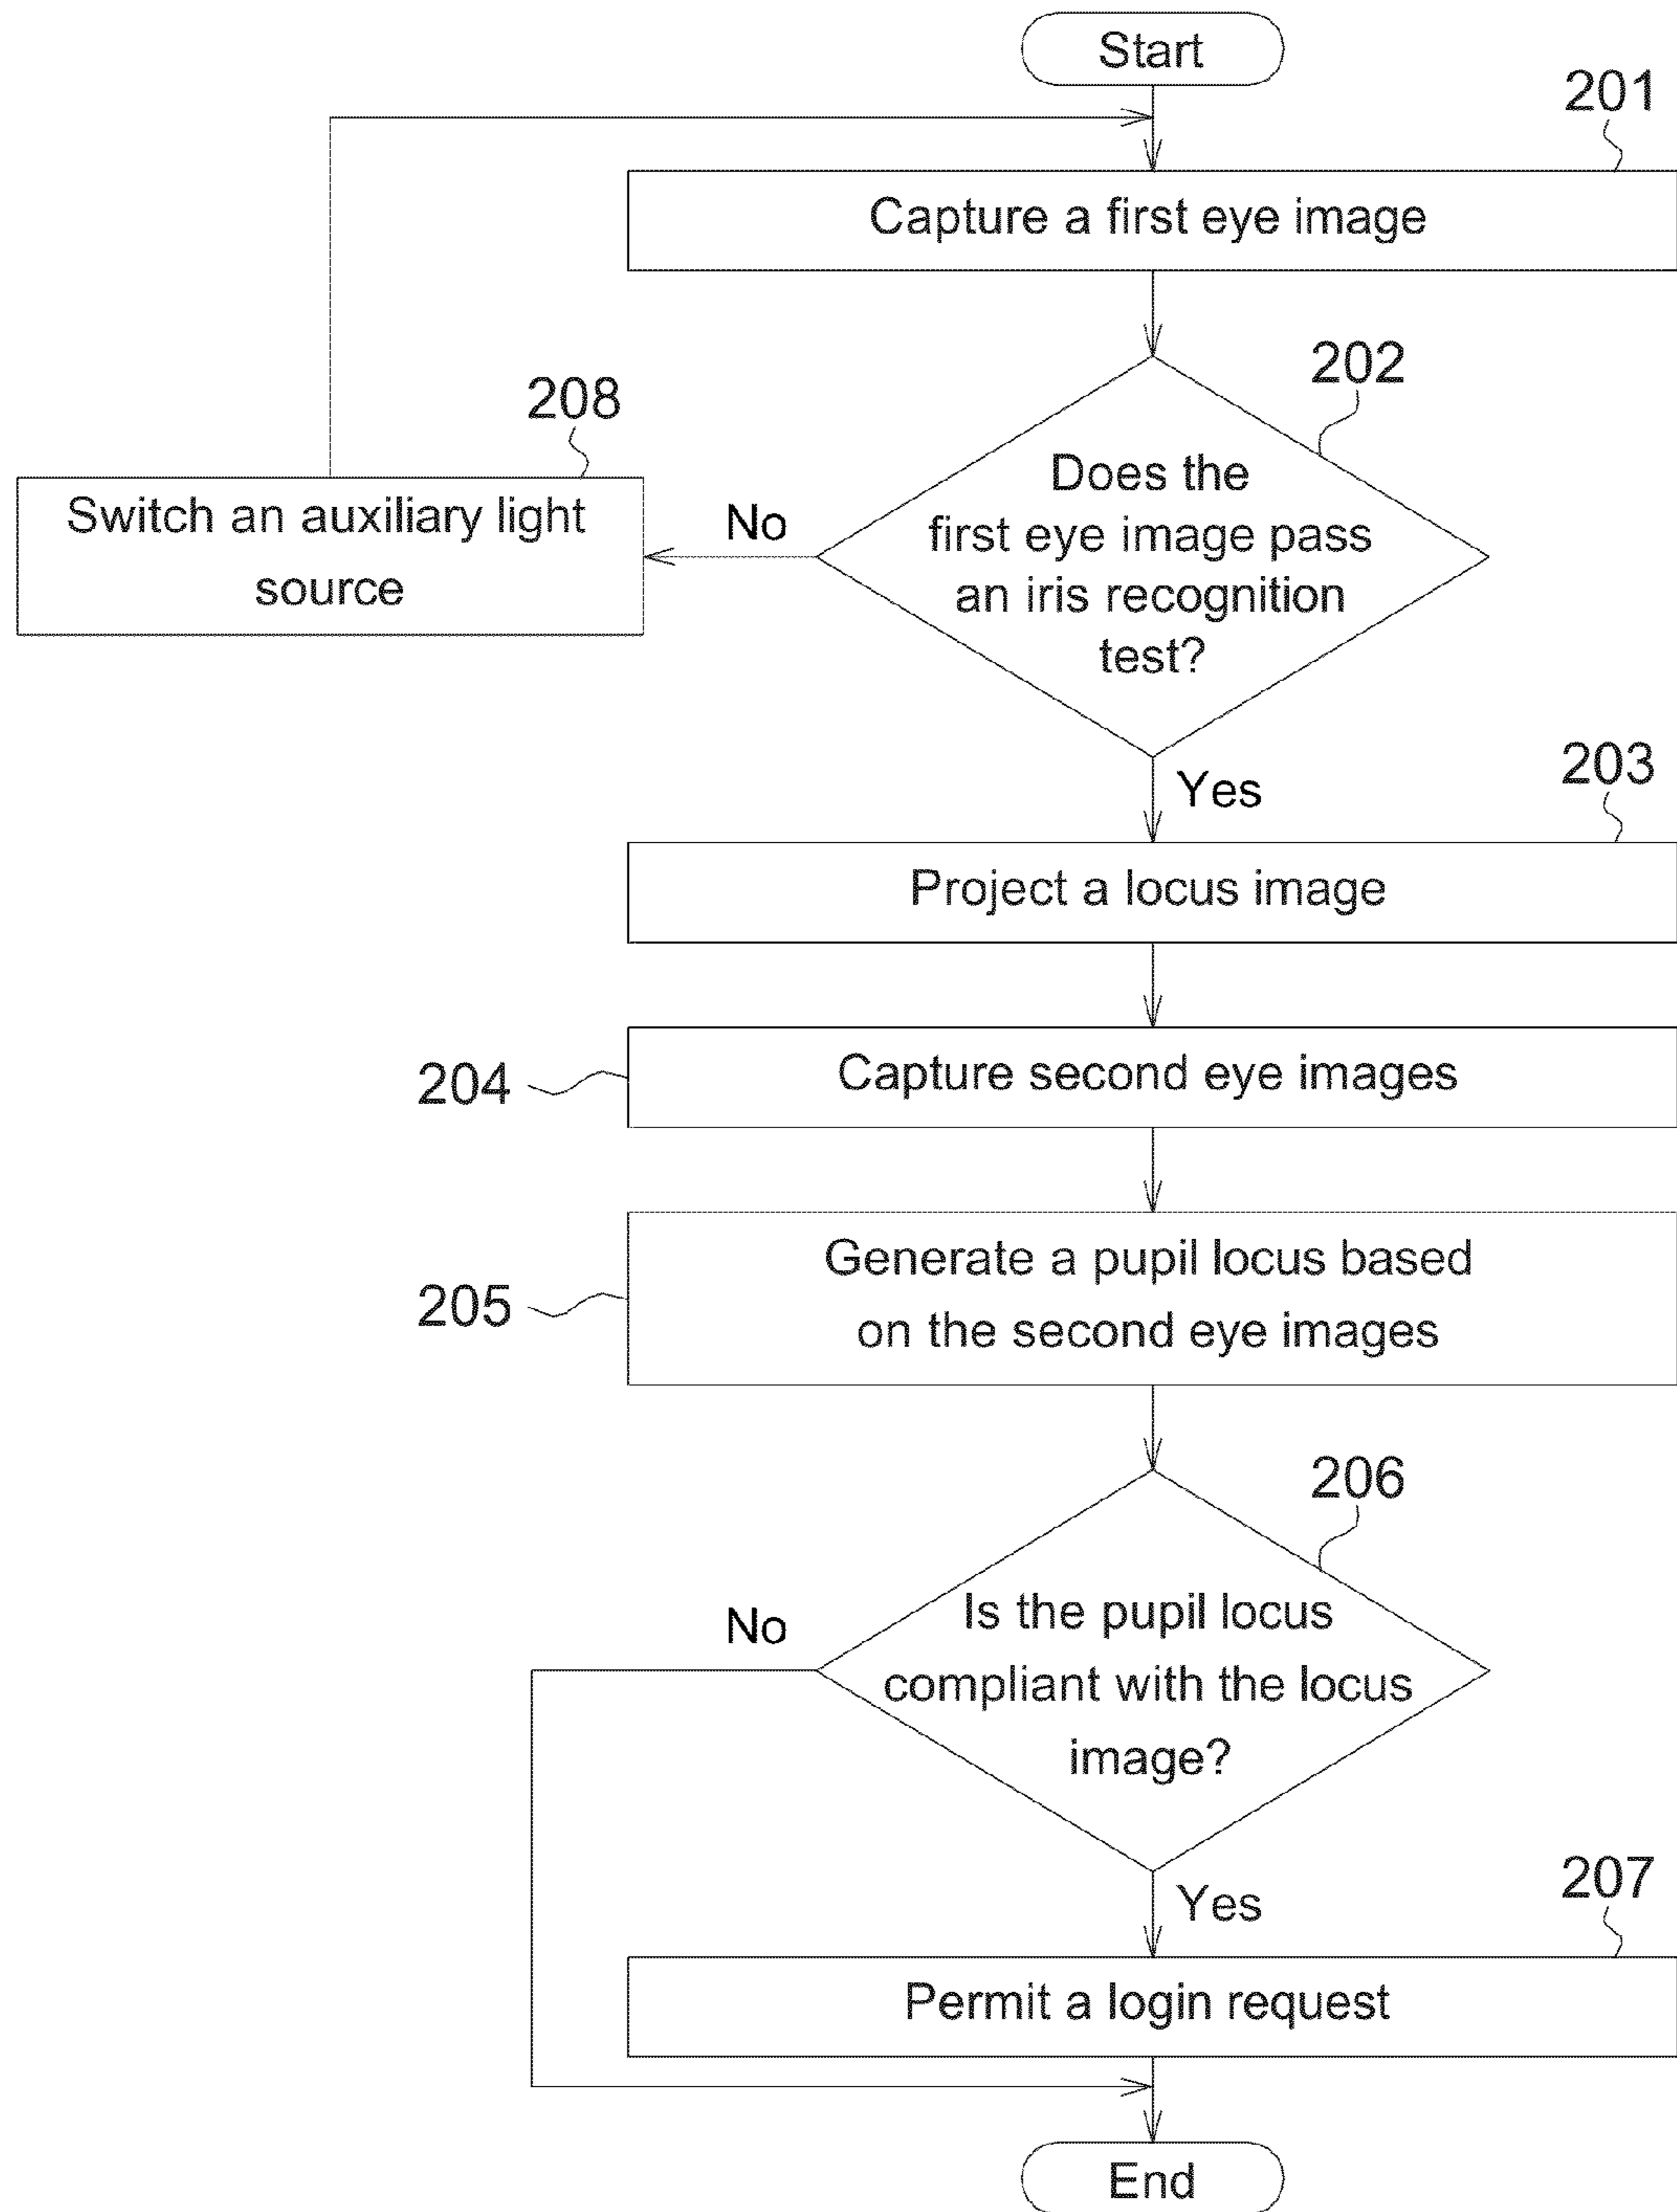 Start
201
Capture a first eye image
202
Does the
first eye image pass
an iris recognition
test?
No
208
Switch an auxiliary light
source
Yes
203
Project a locus image
204
Capture second eye images
205
Generate a pupil locus based
on the second eye images
206
Is the pupil locus
compliant with the locus
image?
No
Yes
207
Permit a login request
End